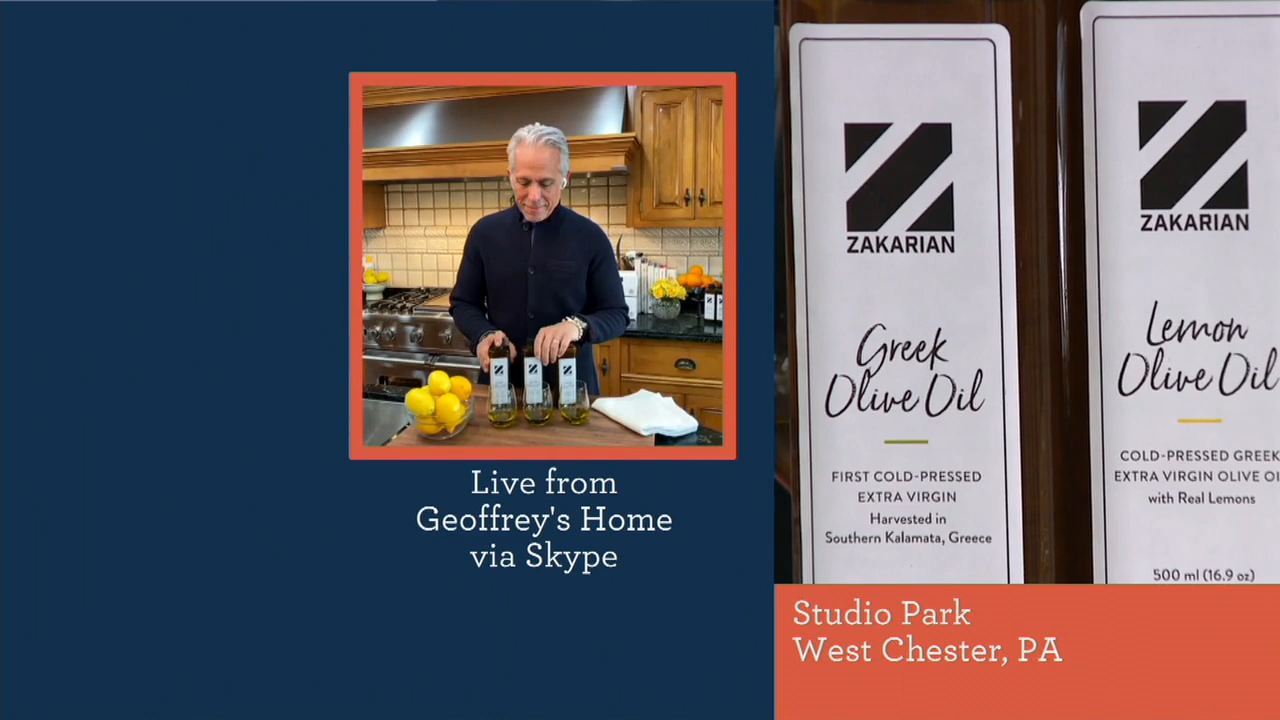 Live from
Geoffrey's Home
via Skype
ZAKARIAN
Greek
Olive Oil
FIRST COLD-PRESSED
EXTRA VIRGIN
Harvested in
Southern Kalamata, Greece
ZAKARIAN
Lemon
Olive Oil
COLD-PRESSED GREEK
EXTRA VIRGIN OLIVE OI
with Real Lemons
500 ml (16.9 oz)
Studio Park
West Chester, PA